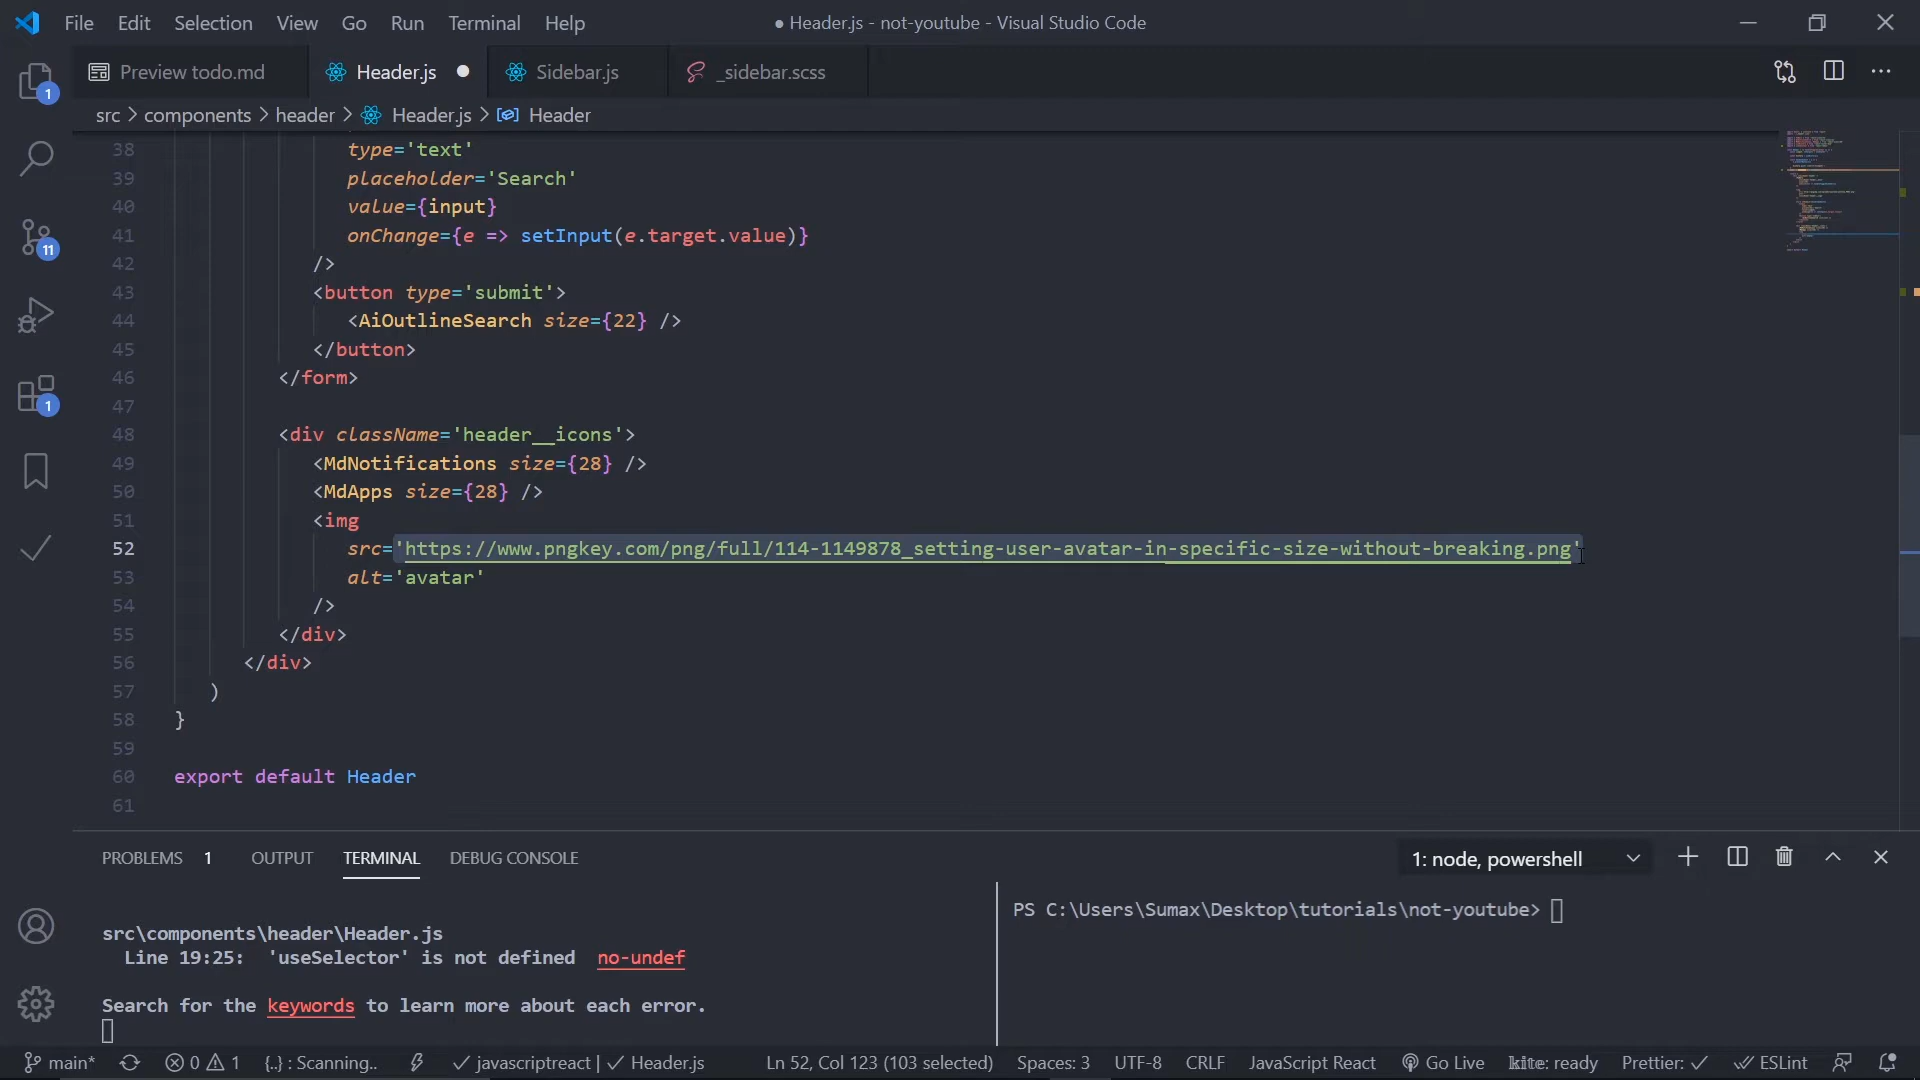 File Edit Selection View Go Run Terminal Help ● Header.js - not-youtube - Visual Studio Code
Preview todo.md Header.js Sidebar.js _sidebar.scss
src > components > header > Header.js > Header
38 type='text'
39 placeholder='Search'
40 value={input}
41 onChange={e => setInput(e.target.value)}
42 />
43 <button type='submit'>
44 <AiOutlineSearch size={22} />
45 </button>
46 </form>
47
48 <div className='header__icons'>
49 <MdNotifications size={28} />
50 <MdApps size={28} />
51 <img
52 src='https://www.pngkey.com/png/full/114-1149878_setting-user-avatar-in-specific-size-without-breaking.png'
53 alt='avatar'
54 />
55 </div>
56 </div>
57 )
58 }
59
60 export default Header
61
1
11
1
PROBLEMS 1 OUTPUT TERMINAL DEBUG CONSOLE 1: node, powershell
src\components\header\Header.js
Line 19:25: 'useSelector' is not defined no-undef
Search for the keywords to learn more about each error.
PS C:\Users\Sumax\Desktop\tutorials\not-youtube>
main* 0 1 {..} : Scanning.. javascriptreact | Header.js Ln 52, Col 123 (103 selected) Spaces: 3 UTF-8 CRLF JavaScript React Go Live kite: ready Prettier: ESLint